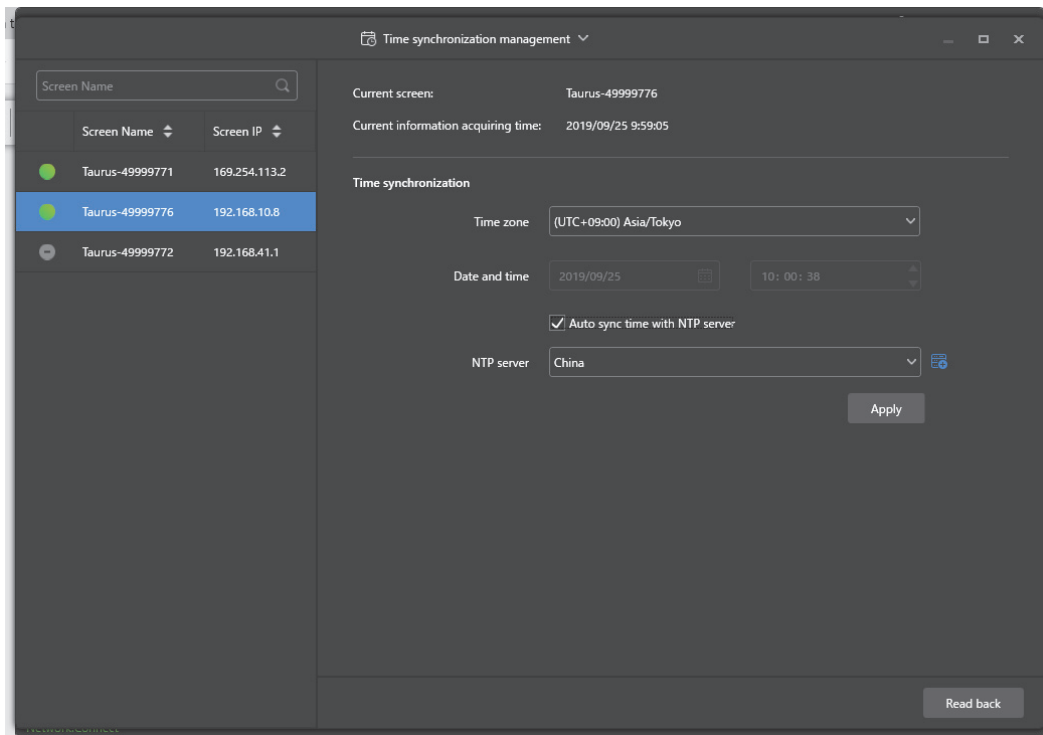 Time synchronization management
Screen Name
Screen Name Screen IP
Taurus-49999771 169.254.113.2
Taurus-49999776 192.168.10.8
Taurus-49999772 192.168.41.1
Current screen: Taurus-49999776
Current information acquiring time: 2019/09/25 9:59:05
Time synchronization
Time zone (UTC+09:00) Asia/Tokyo
Date and time 2019/09/25 10: 00: 38
Auto sync time with NTP server
NTP server China
Apply
Read back